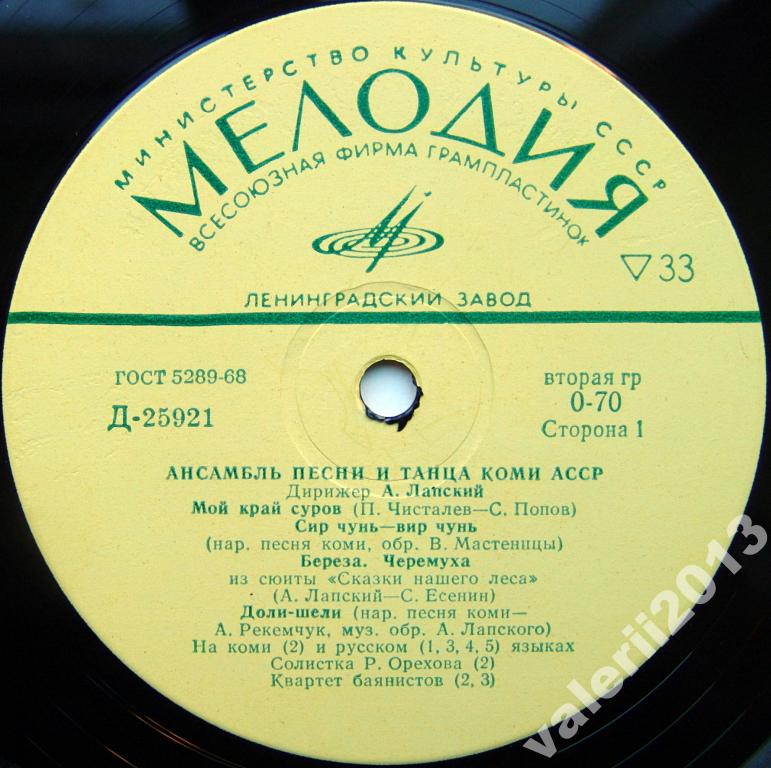 МИНИСТЕРСТВО КУЛЬТУРЫ СССР
МЕЛОДИЯ
ВСЕСОЮЗНАЯ ФИРМА ГРАМПЛАСТИНОК
▽33
ЛЕНИНГРАДСКИЙ ЗАВОД
ГОСТ 5289-68
Д-25921
вторая гр
0-70
Сторона 1
АНСАМБЛЬ ПЕСНИ И ТАНЦА КОМИ АССР
Дирижер А. Лапский
Мой край суров (П. Чисталев—С. Попов)
Сир чунь—вир чунь
(нар. песня коми, обр. В. Мастеницы)
Береза. Черемуха
из сюиты «Сказки нашего леса»
(А. Лапский—С. Есенин)
Доли-шели (нар. песня коми—
А. Рекемчук, муз. обр. А. Лапского)
На коми (2) и русском (1, 3, 4, 5) языках
Солистка Р. Орехова (2)
Квартет баянистов (2, 3)
valerii2013